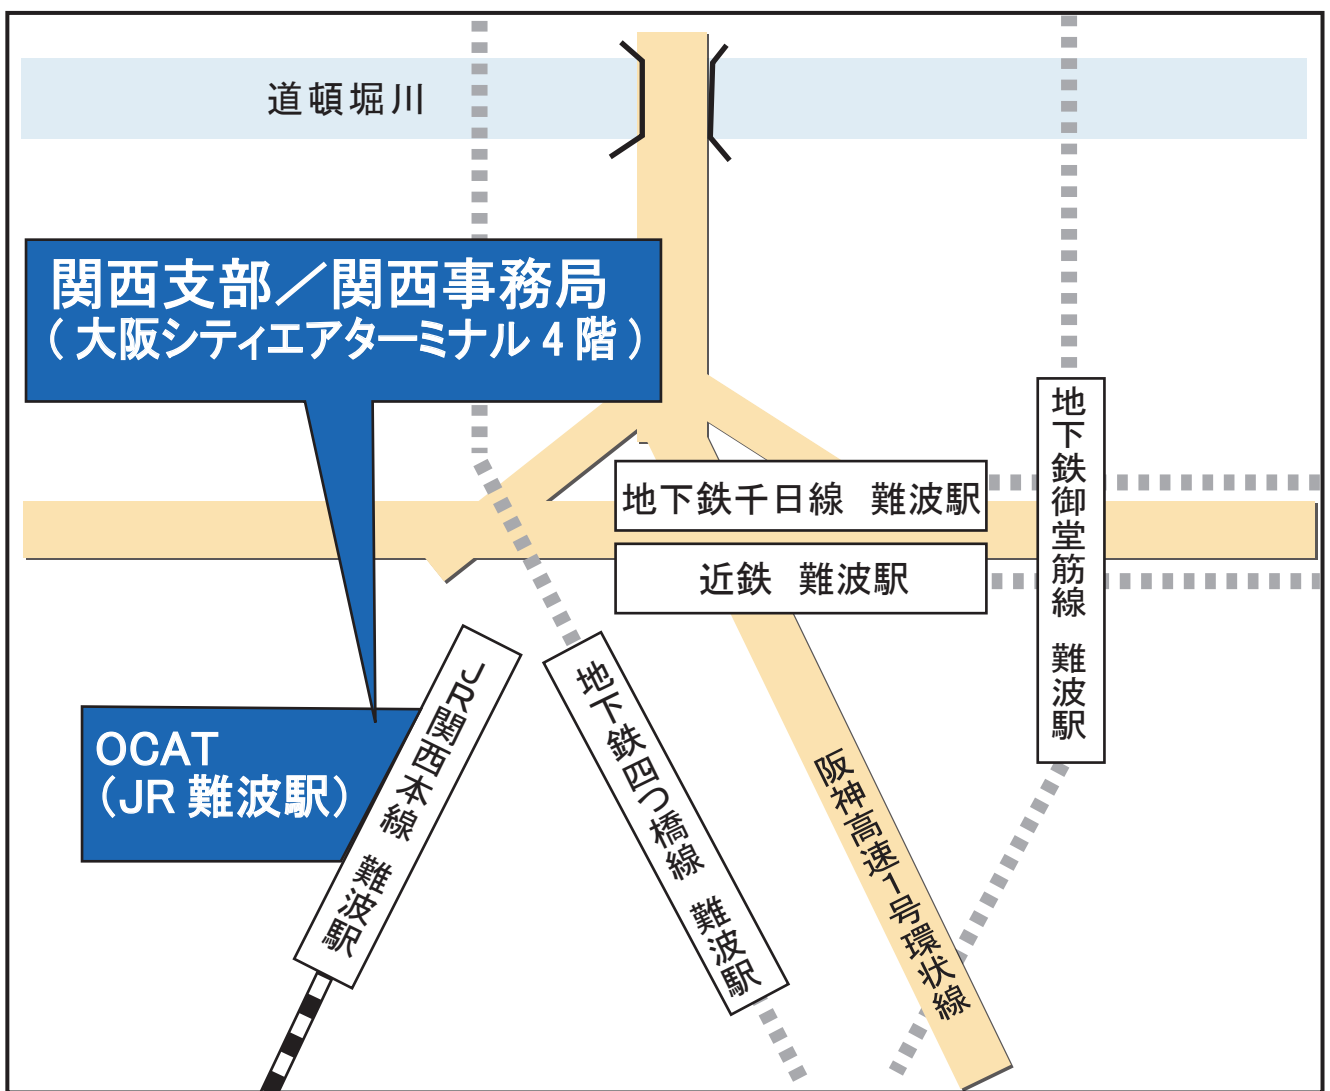 道頓堀川
関西支部／関西事務局
（大阪シティエアターミナル４階）
地下鉄千日線　難波駅
近鉄　難波駅
地下鉄御堂筋線　難波駅
OCAT
（JR 難波駅）
JR関西本線　難波駅
地下鉄四つ橋線　難波駅
阪神高速1号環状線